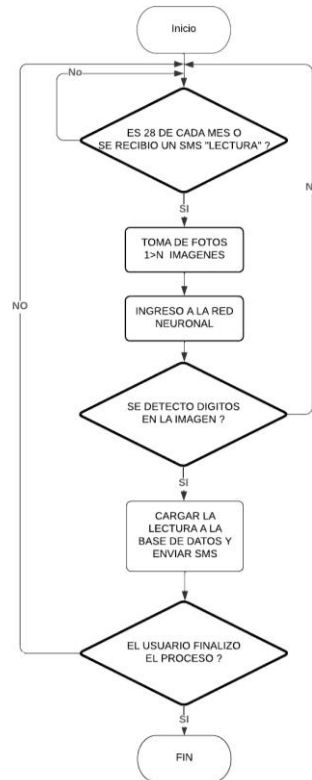 Inicio
No
ES 28 DE CADA MES O
SE RECIBIO UN SMS "LECTURA" ?
SI
TOMA DE FOTOS
1>N IMAGENES
INGRESO A LA RED
NEURONAL
NO
SE DETECTO DIGITOS
EN LA IMAGEN ?
SI
CARGAR LA
LECTURA A LA
BASE DE DATOS Y
ENVIAR SMS
EL USUARIO FINALIZO
EL PROCESO ?
SI
FIN